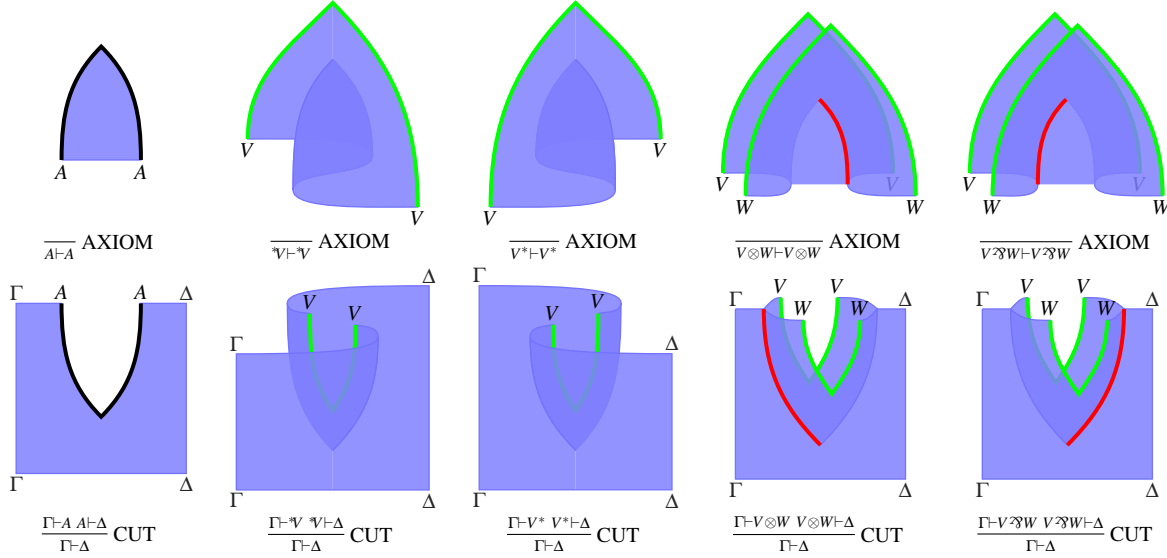 A A
V V
V V
V W V W
V W V W
A⊢A AXIOM
*V⊢*V AXIOM
V*⊢V* AXIOM
V⊗W⊢V⊗W AXIOM
V⅋W⊢V⅋W AXIOM
Γ A A Δ
Γ Δ
Γ V V Δ
Γ Δ
Γ V V Δ
Γ Δ
Γ V W V W Δ
Γ Δ
Γ V W V W Δ
Γ Δ
Γ⊢A A⊢Δ
Γ⊢Δ CUT
Γ⊢*V *V⊢Δ
Γ⊢Δ CUT
Γ⊢V* V*⊢Δ
Γ⊢Δ CUT
Γ⊢V⊗W V⊗W⊢Δ
Γ⊢Δ CUT
Γ⊢V⅋W V⅋W⊢Δ
Γ⊢Δ CUT